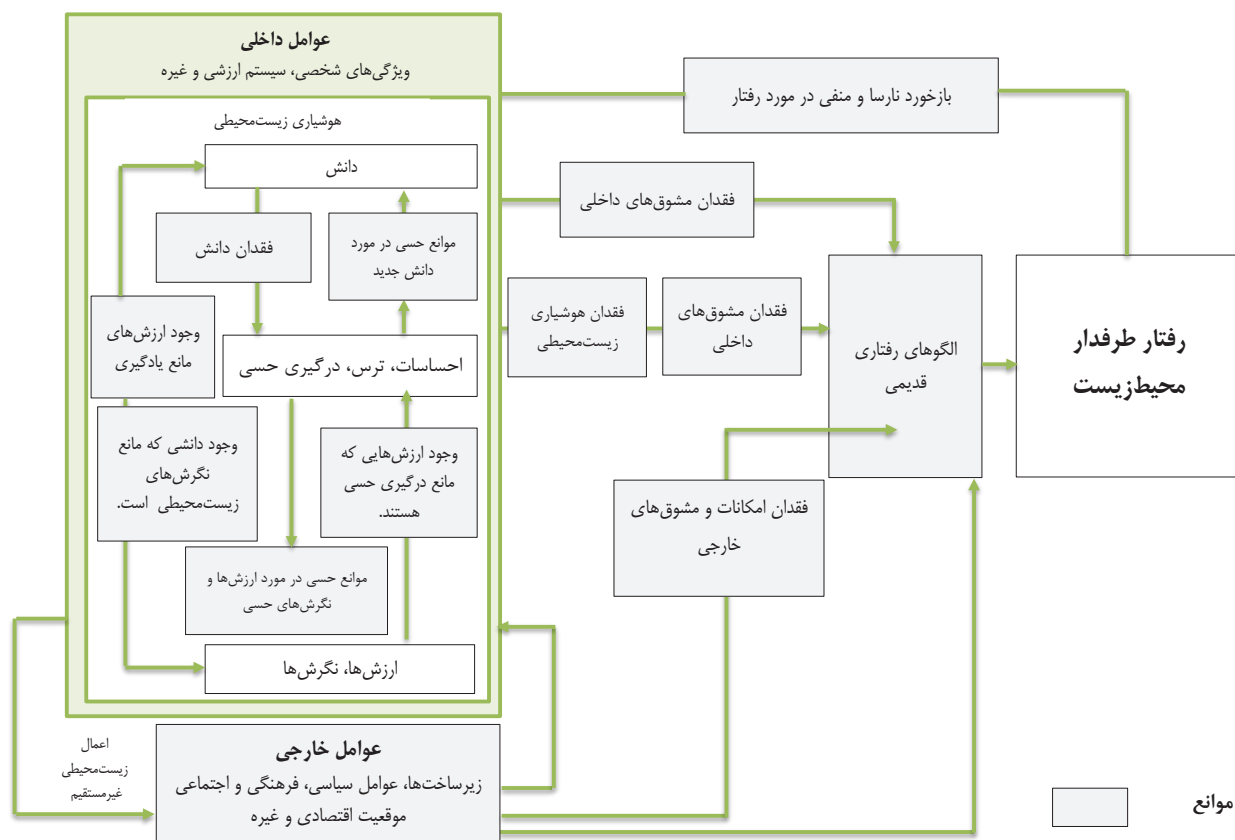 عوامل داخلی
ویژگی‌های شخصی، سیستم ارزشی و غیره
هوشیاری زیست‌محیطی
دانش
فقدان دانش
موانع حسی در مورد
دانش جدید
وجود ارزش‌های
مانع یادگیری
احساسات، ترس، درگیری حسی
وجود دانشی که مانع
نگرش‌های
زیست‌محیطی است.
وجود ارزش‌هایی که
مانع درگیری حسی
هستند.
موانع حسی در مورد ارزش‌ها و
نگرش‌های حسی
ارزش‌ها، نگرش‌ها
بازخورد نارسا و منفی در مورد رفتار
فقدان مشوق‌های داخلی
فقدان هوشیاری
زیست‌محیطی
فقدان مشوق‌های
داخلی
الگوهای رفتاری
قدیمی
رفتار طرفدار
محیط‌زیست
فقدان امکانات و مشوق‌های
خارجی
اعمال
زیست‌محیطی
غیرمستقیم
عوامل خارجی
زیرساخت‌ها، عوامل سیاسی، فرهنگی و اجتماعی
موقعیت اقتصادی و غیره
موانع